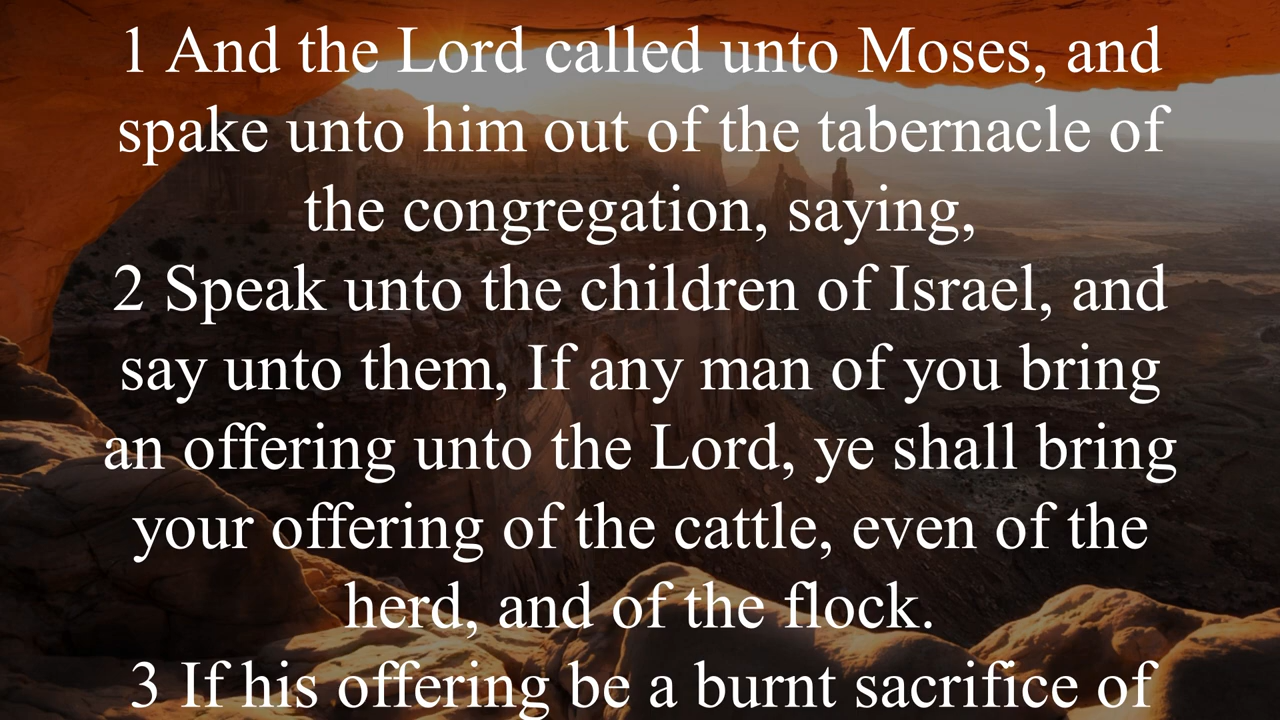 1 And the Lord called unto Moses, and
spake unto him out of the tabernacle of
the congregation, saying,
2 Speak unto the children of Israel, and
say unto them, If any man of you bring
an offering unto the Lord, ye shall bring
your offering of the cattle, even of the
herd, and of the flock.
3 If his offering be a burnt sacrifice of